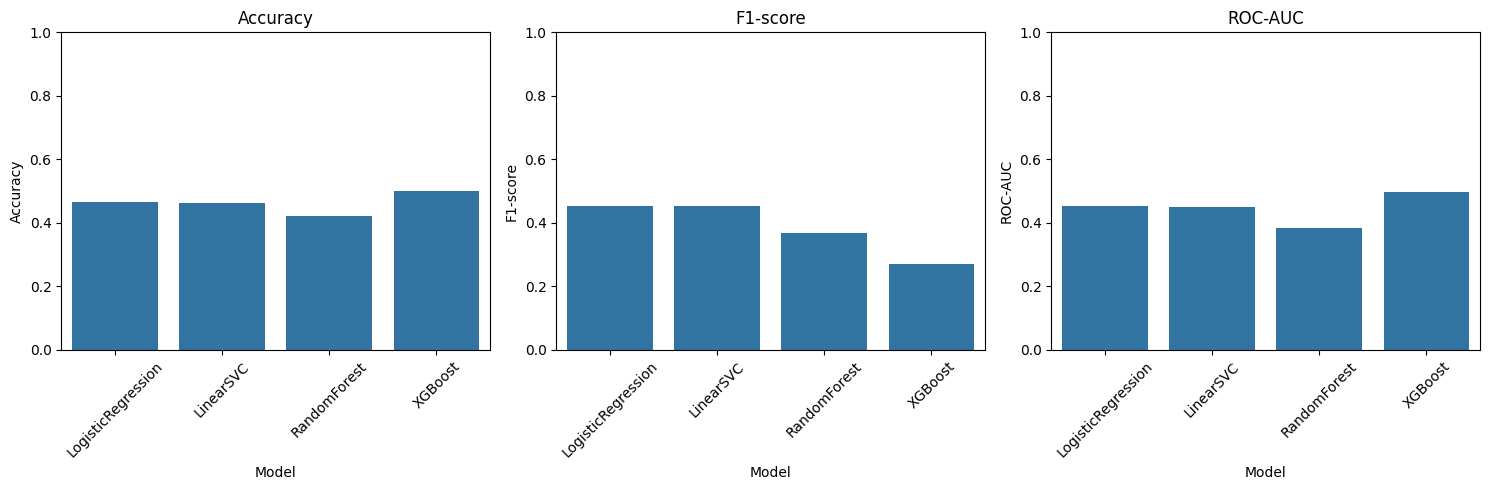 Accuracy
F1-score
ROC-AUC
1.0
0.8
0.6
0.4
0.2
0.0
Accuracy
LogisticRegression
LinearSVC
RandomForest
XGBoost
Model
1.0
0.8
0.6
0.4
0.2
0.0
F1-score
LogisticRegression
LinearSVC
RandomForest
XGBoost
Model
1.0
0.8
0.6
0.4
0.2
0.0
ROC-AUC
LogisticRegression
LinearSVC
RandomForest
XGBoost
Model